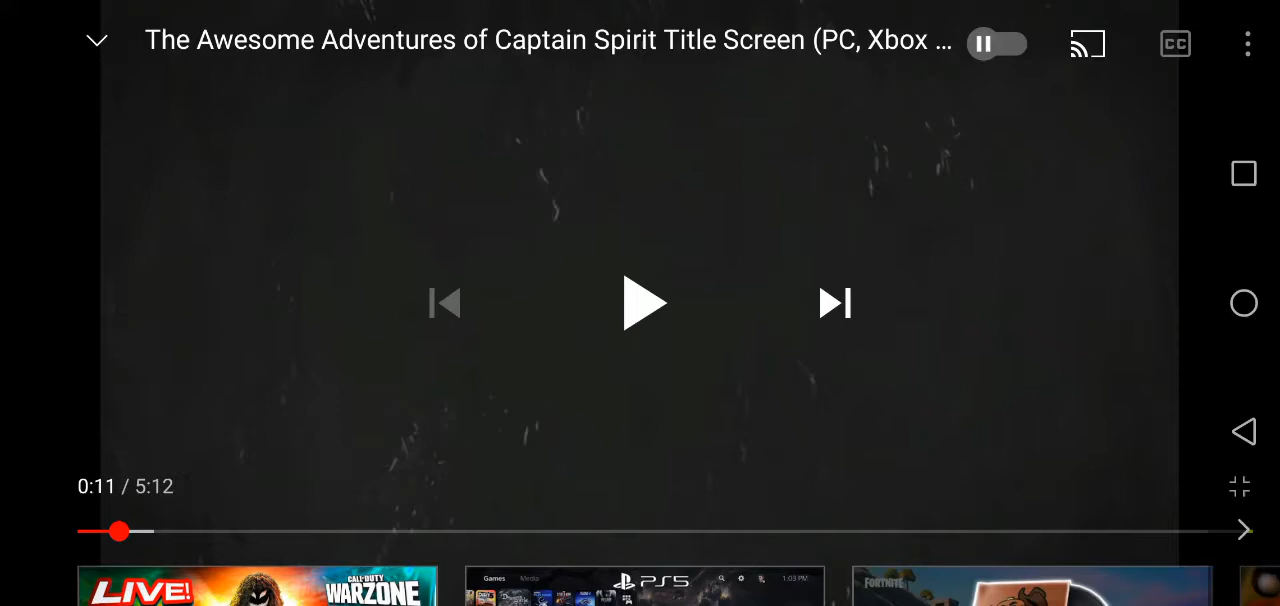 The Awesome Adventures of Captain Spirit Title Screen (PC, Xbox ...
CC
0:11 / 5:12
LIVE!
CALL OF DUTY
WARZONE
Games Media
PS5
1:03 PM
FORTNITE